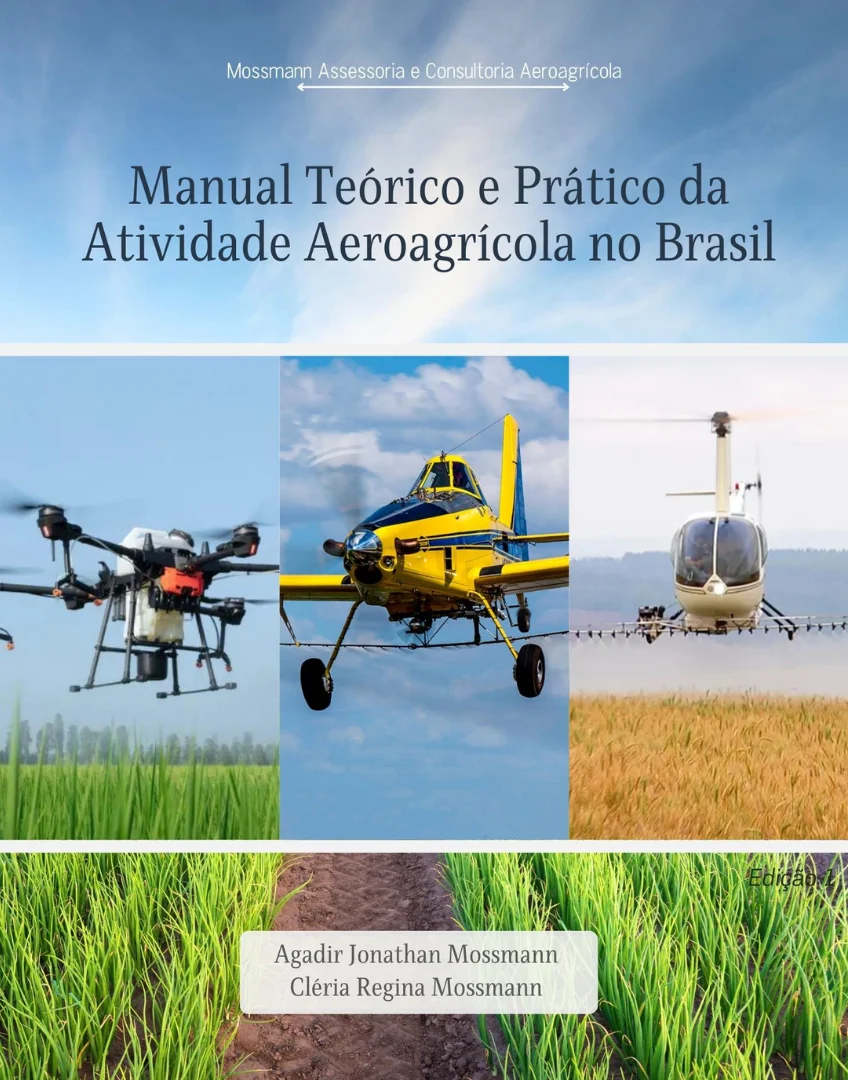 Mossmann Assessoria e Consultoria Aeroagrícola
Manual Teórico e Prático da
Atividade Aeroagrícola no Brasil
Edição 1
Agadir Jonathan Mossmann
Cléria Regina Mossmann